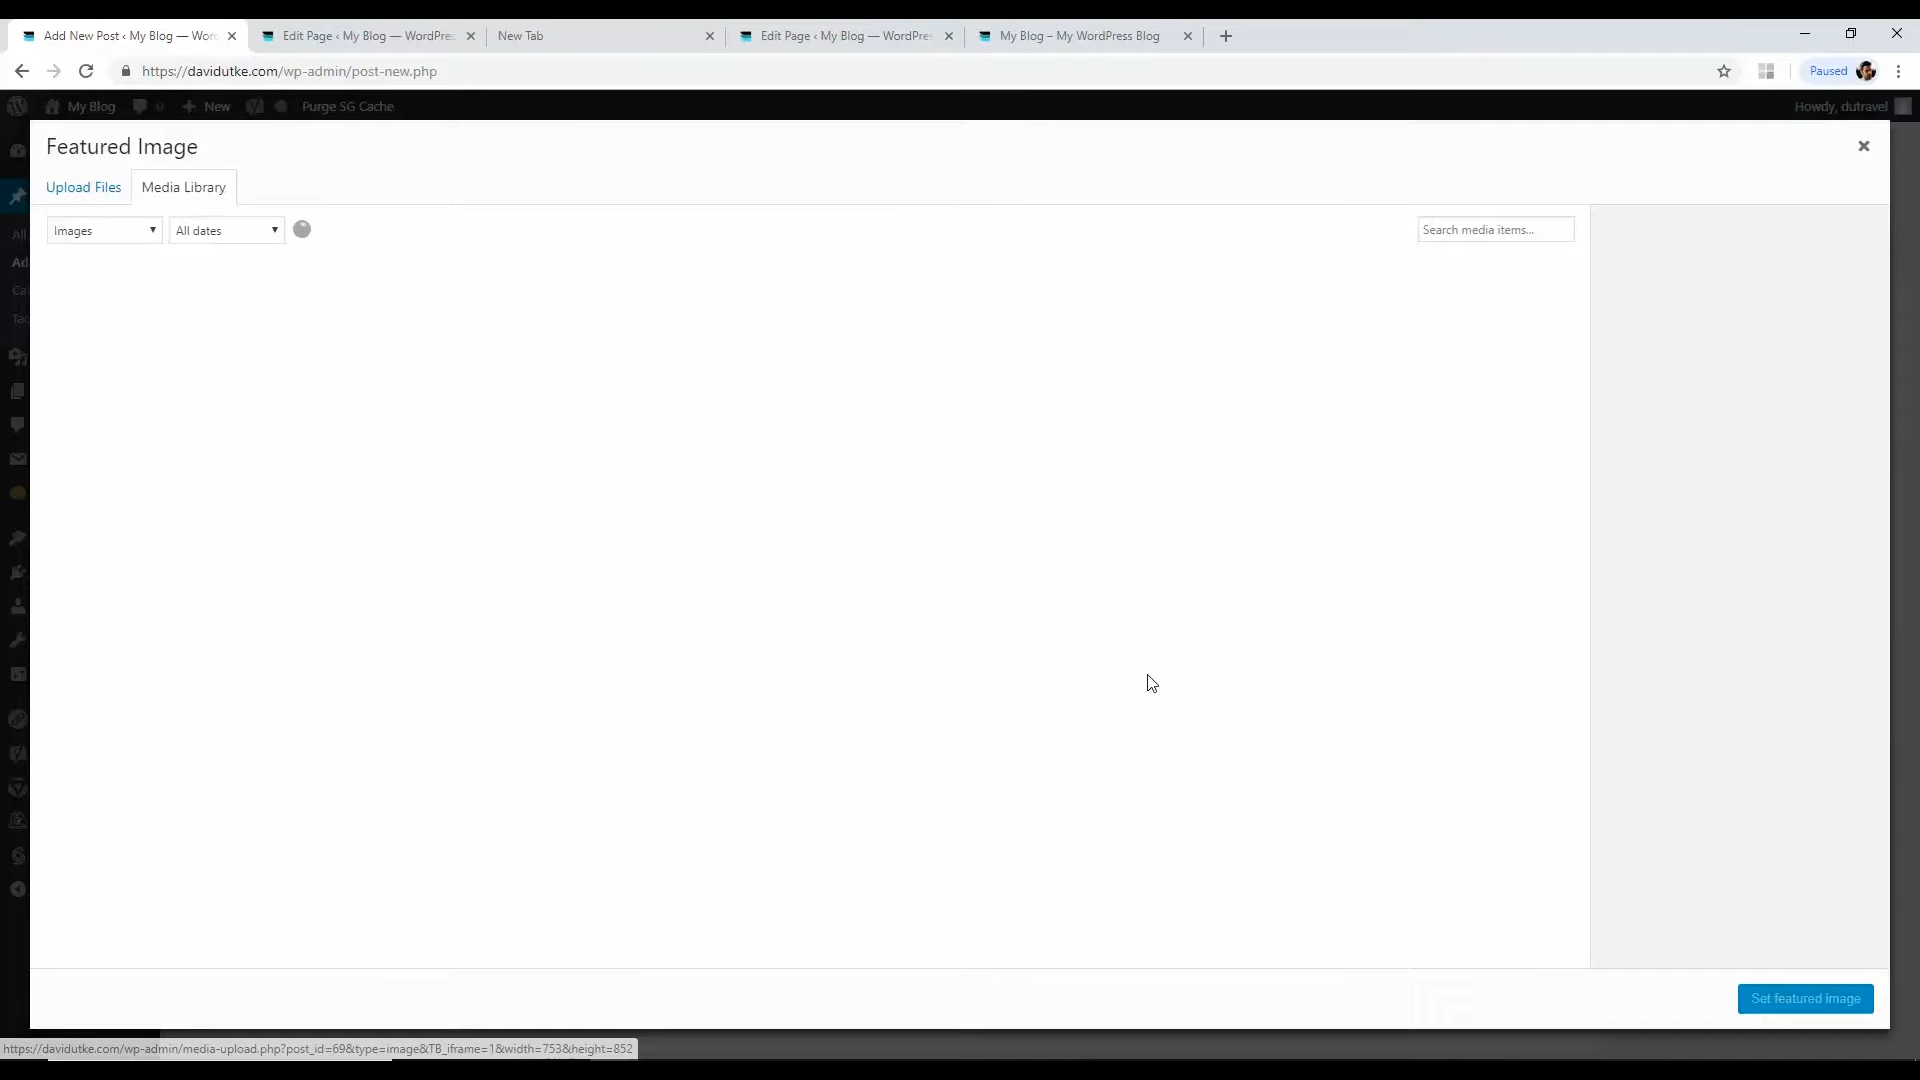 Add New Post ‹ My Blog — Wor
Edit Page ‹ My Blog — WordPres
New Tab
Edit Page ‹ My Blog — WordPres
My Blog – My WordPress Blog
https://davidutke.com/wp-admin/post-new.php
Paused
My Blog
0
New
Purge SG Cache
Howdy, dutravel
Featured Image
Upload Files
Media Library
Images
All dates
Search media items...
All
Ad
Cat
Tag
Set featured image
https://davidutke.com/wp-admin/media-upload.php?post_id=69&type=image&TB_iframe=1&width=753&height=852